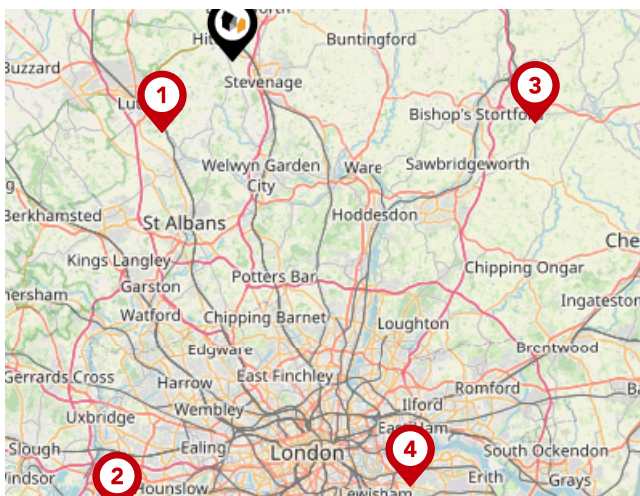 Buntingford
Buzzard
Stevenage
1
3
Bishop's Stortford
Welwyn Garden
City
Ware
Sawbridgeworth
Berkhamsted
St Albans
Hoddesdon
Kings Langley
Potters Bar
Chipping Ongar
Garston
Watford
Chipping Barnet
Loughton
Ingateston
Edgware
Brentwood
Gerrards Cross
Harrow
East Finchley
Romford
Wembley
Ilford
Uxbridge
East Ham
Slough
Ealing
London
4
South Ockendon
2
Hounslow
Lewisham
Erith
Grays